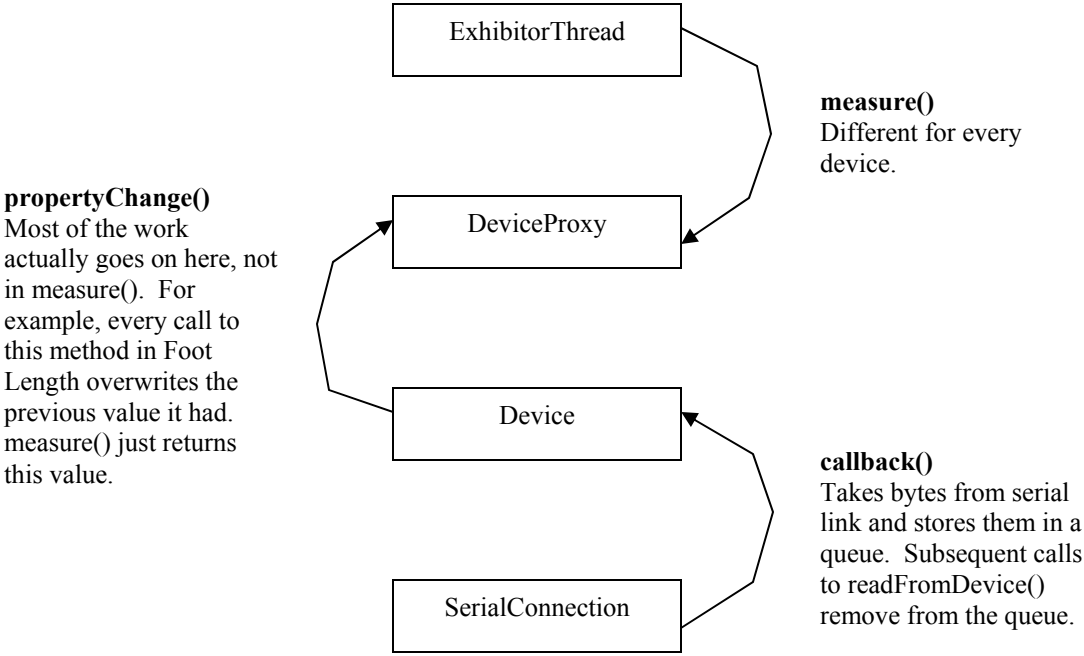 ExhibitorThread
measure()
Different for every
device.
propertyChange()
Most of the work
actually goes on here, not
in measure().  For
example, every call to
this method in Foot
Length overwrites the
previous value it had.
measure() just returns
this value.
DeviceProxy
Device
callback()
Takes bytes from serial
link and stores them in a
queue.  Subsequent calls
to readFromDevice()
remove from the queue.
SerialConnection